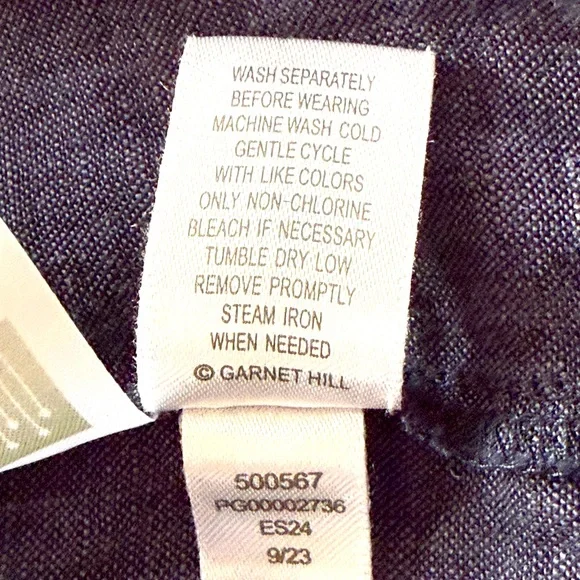 WASH SEPARATELY
BEFORE WEARING
MACHINE WASH COLD
GENTLE CYCLE
WITH LIKE COLORS
ONLY NON-CHLORINE
BLEACH IF NECESSARY
TUMBLE DRY LOW
REMOVE PROMPTLY
STEAM IRON
WHEN NEEDED
© GARNET HILL
500567
PG00002736
ES24
9/23